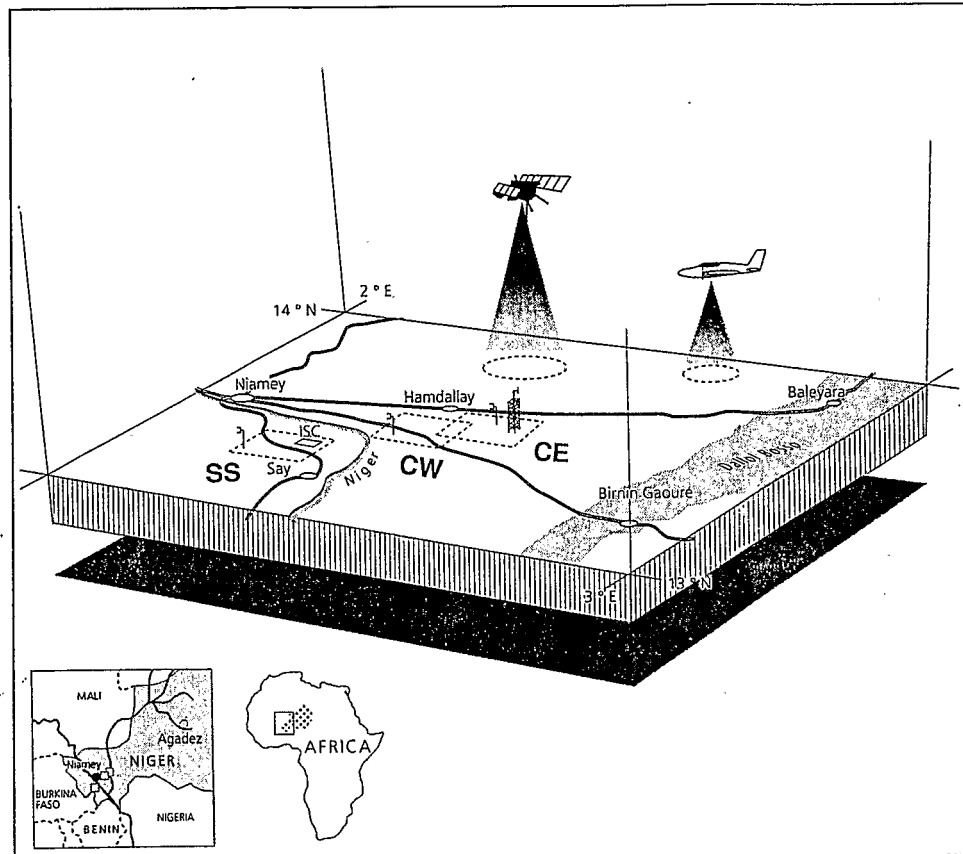 2 ° E.
14 ° N
Niamey
Hamdallay
Baleyara
ISC
SS
Say
Niger
CW
CE
Dallol Bosso
Birnin Gaouré
13 ° N
3 ° E
MALI
Agadez
Niamey
NIGER
BURKINA
FASO
BENIN
NIGERIA
AFRICA